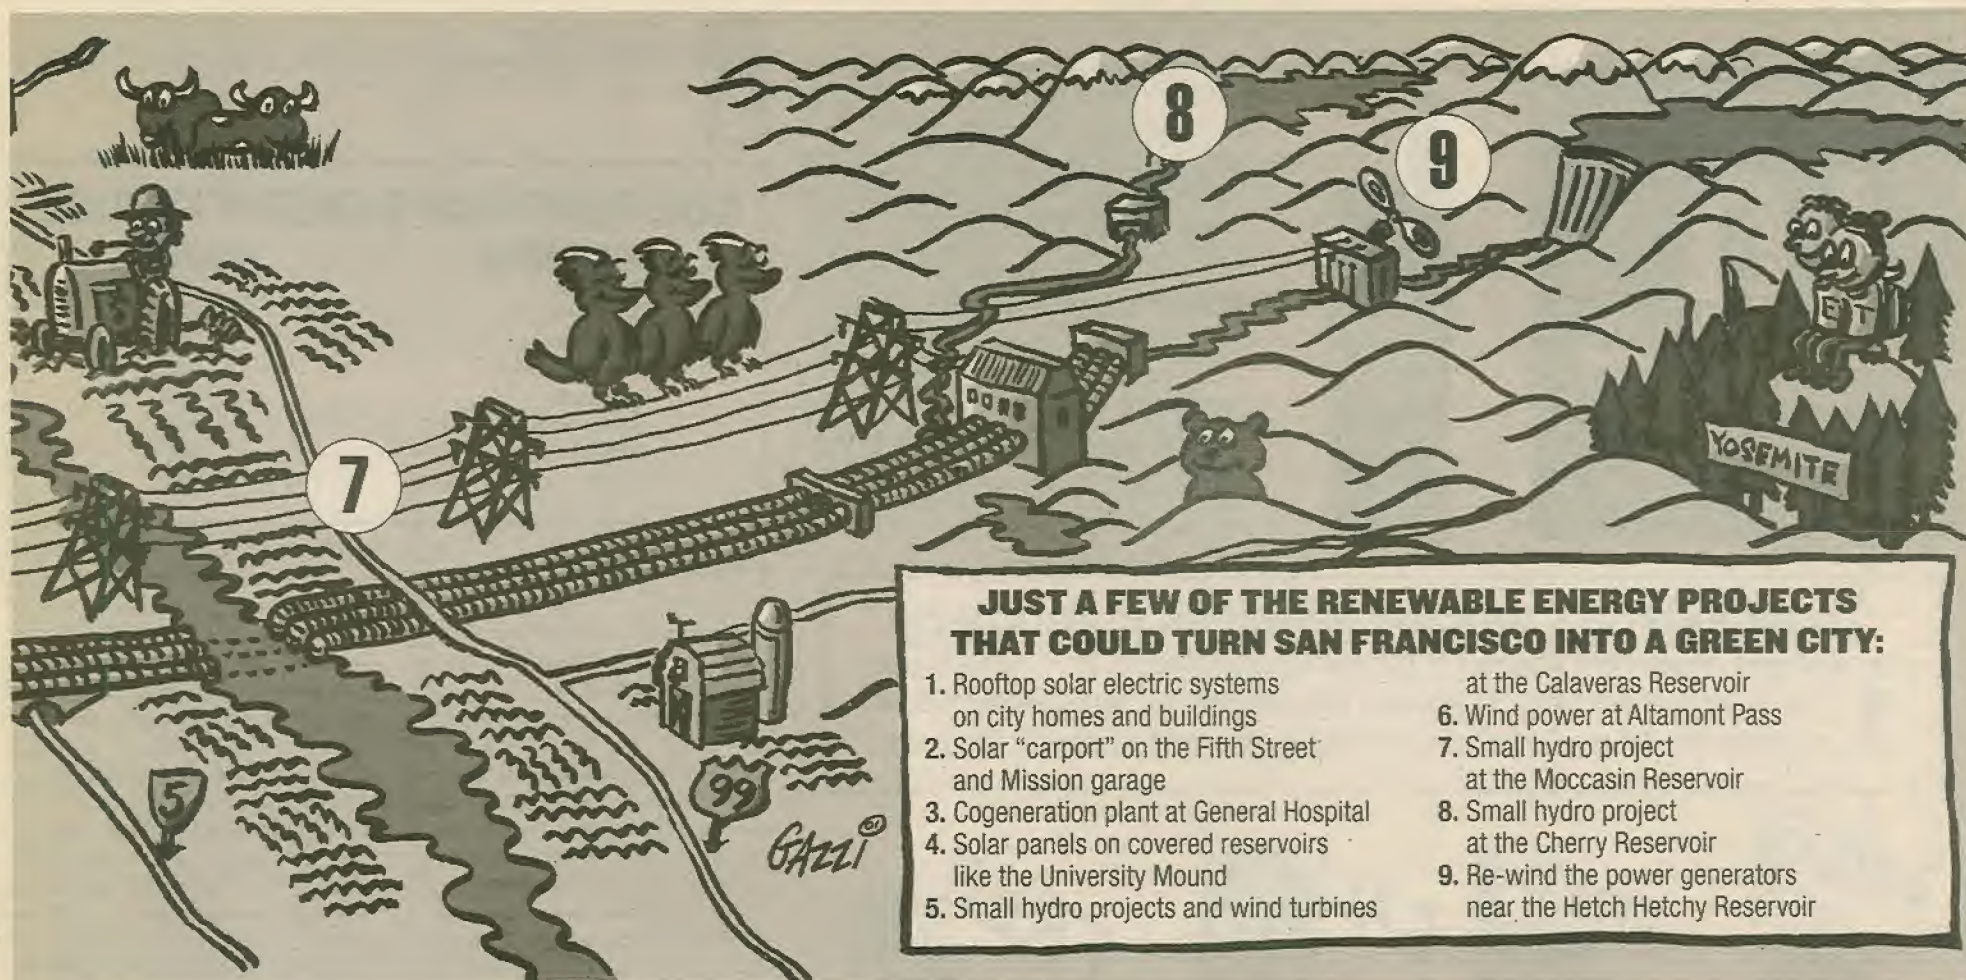 8
9
7
E T
YOSEMITE
5
99
GAZZI
01
JUST A FEW OF THE RENEWABLE ENERGY PROJECTS
THAT COULD TURN SAN FRANCISCO INTO A GREEN CITY:
1. Rooftop solar electric systems
on city homes and buildings
2. Solar “carport” on the Fifth Street
and Mission garage
3. Cogeneration plant at General Hospital
4. Solar panels on covered reservoirs
like the University Mound
5. Small hydro projects and wind turbines
at the Calaveras Reservoir
6. Wind power at Altamont Pass
7. Small hydro project
at the Moccasin Reservoir
8. Small hydro project
at the Cherry Reservoir
9. Re-wind the power generators
near the Hetch Hetchy Reservoir